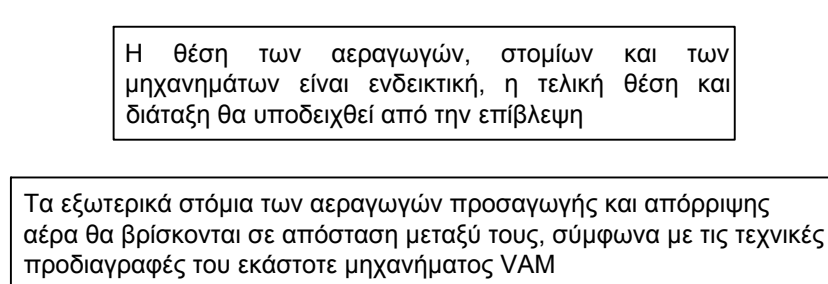 Η θέση των αεραγωγών, στομίων και των
μηχανημάτων είναι ενδεικτική, η τελική θέση και
διάταξη θα υποδειχθεί από την επίβλεψη
Τα εξωτερικά στόμια των αεραγωγών προσαγωγής και απόρριψης
αέρα θα βρίσκονται σε απόσταση μεταξύ τους, σύμφωνα με τις τεχνικές
προδιαγραφές του εκάστοτε μηχανήματος VAM